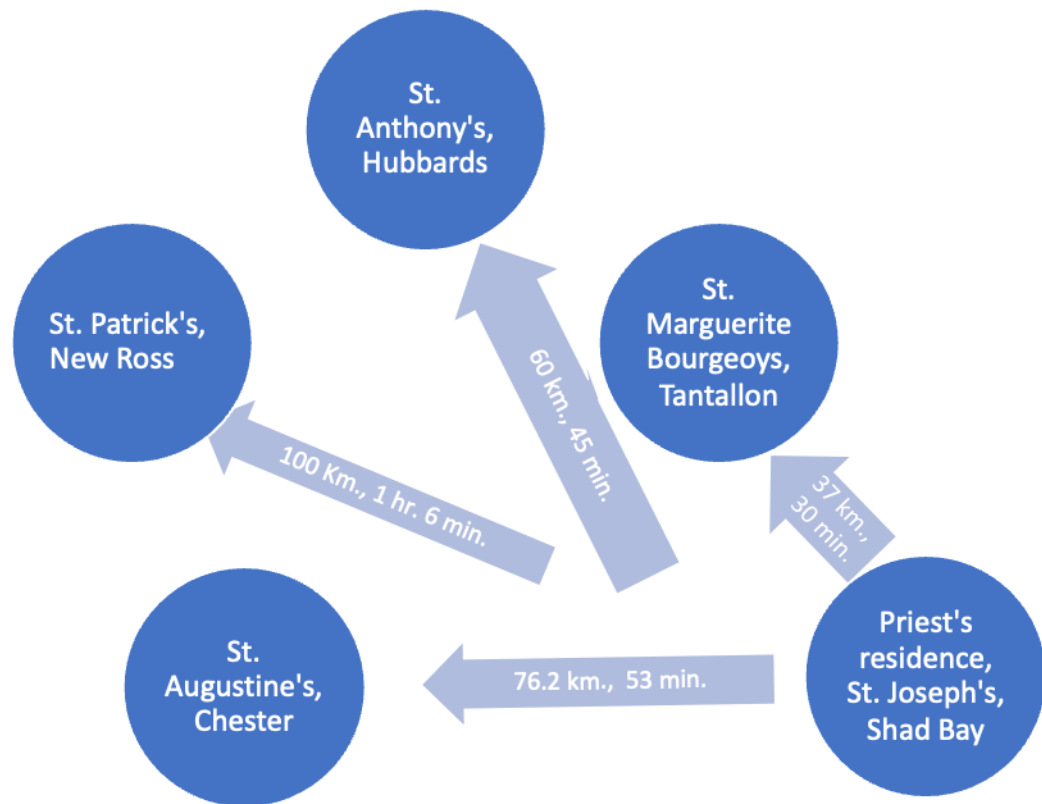 St.
Anthony's,
Hubbards
St. Patrick's,
New Ross
St.
Marguerite
Bourgeoys,
Tantallon
60 km., 45 min.
100 Km., 1 hr. 6 min.
37 km.,
30 min.
St.
Augustine's,
Chester
76.2 km.,  53 min.
Priest's
residence,
St. Joseph's,
Shad Bay